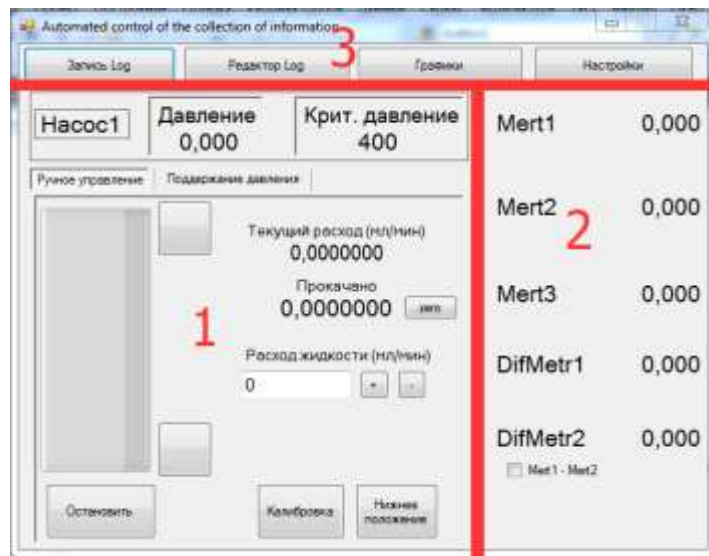 Automated control of the collection of information
3
Запись Log
Редактор Log
Графики
Настройки
Насос1
Давление
0,000
Крит. давление
400
Ручное управление
Поддержание давления
Текущий расход (мл/мин)
0,0000000
Прокачано
0,0000000
zero
1
Расход жидкости (мл/мин)
0
+
-
Остановить
Калибровка
Нижнее
положение
Mert1 0,000
Mert2 0,000
2
Mert3 0,000
DifMetr1 0,000
DifMetr2 0,000
Mert1 - Mert2